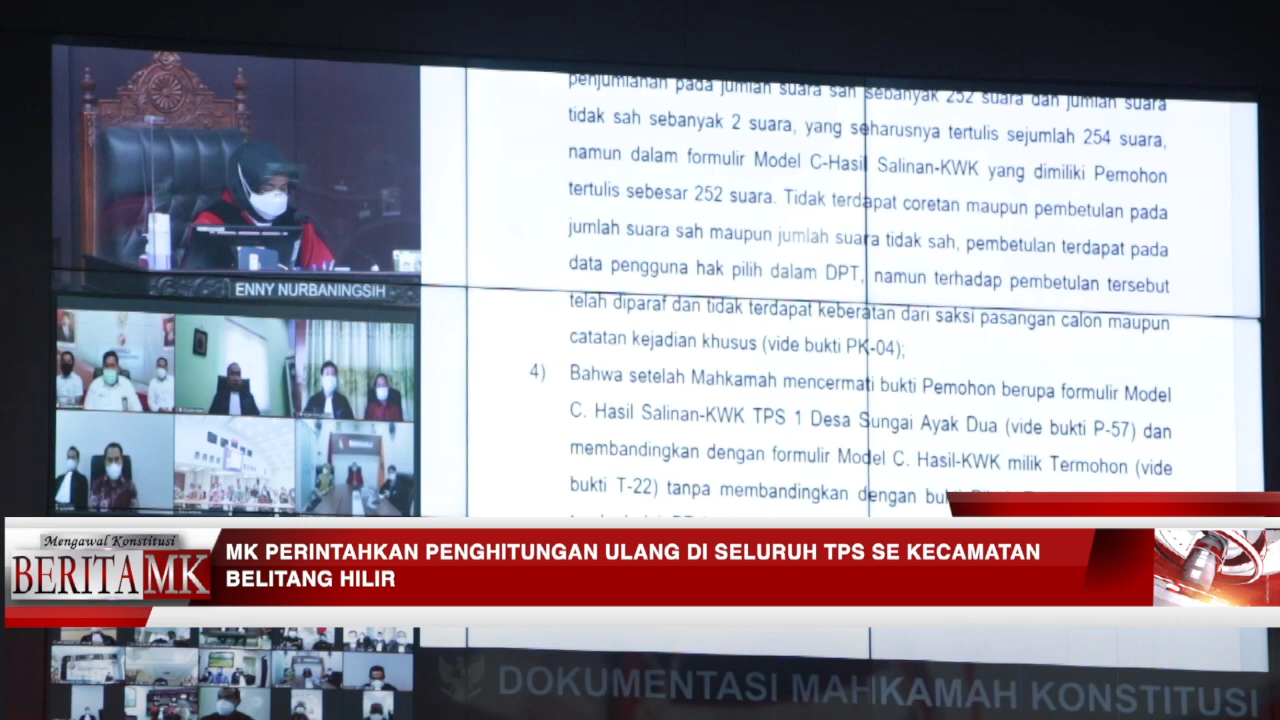 penjumlahan pada jumlah suara sah sebanyak 252 suara dan jumlah suara
tidak sah sebanyak 2 suara, yang seharusnya tertulis sejumlah 254 suara,
namun dalam formulir Model C-Hasil Salinan-KWK yang dimiliki Pemohon
tertulis sebesar 252 suara. Tidak terdapat coretan maupun pembetulan pada
jumlah suara sah maupun jumlah suara tidak sah, pembetulan terdapat pada
data pengguna hak pilih dalam DPT, namun terhadap pembetulan tersebut
telah diparaf dan tidak terdapat keberatan dari saksi pasangan calon maupun
catatan kejadian khusus (vide bukti PK-04);
4) Bahwa setelah Mahkamah mencermati bukti Pemohon berupa formulir Model
C. Hasil Salinan-KWK TPS 1 Desa Sungai Ayak Dua (vide bukti P-57) dan
membandingkan dengan formulir Model C. Hasil-KWK milik Termohon (vide
bukti T-22) tanpa membandingkan dengan
ENNY NURBANINGSIH
Mengawal Konstitusi
BERITA MK
MK PERINTAHKAN PENGHITUNGAN ULANG DI SELURUH TPS SE KECAMATAN
BELITANG HILIR
DOKUMENTASI MAHKAMAH KONSTITUSI